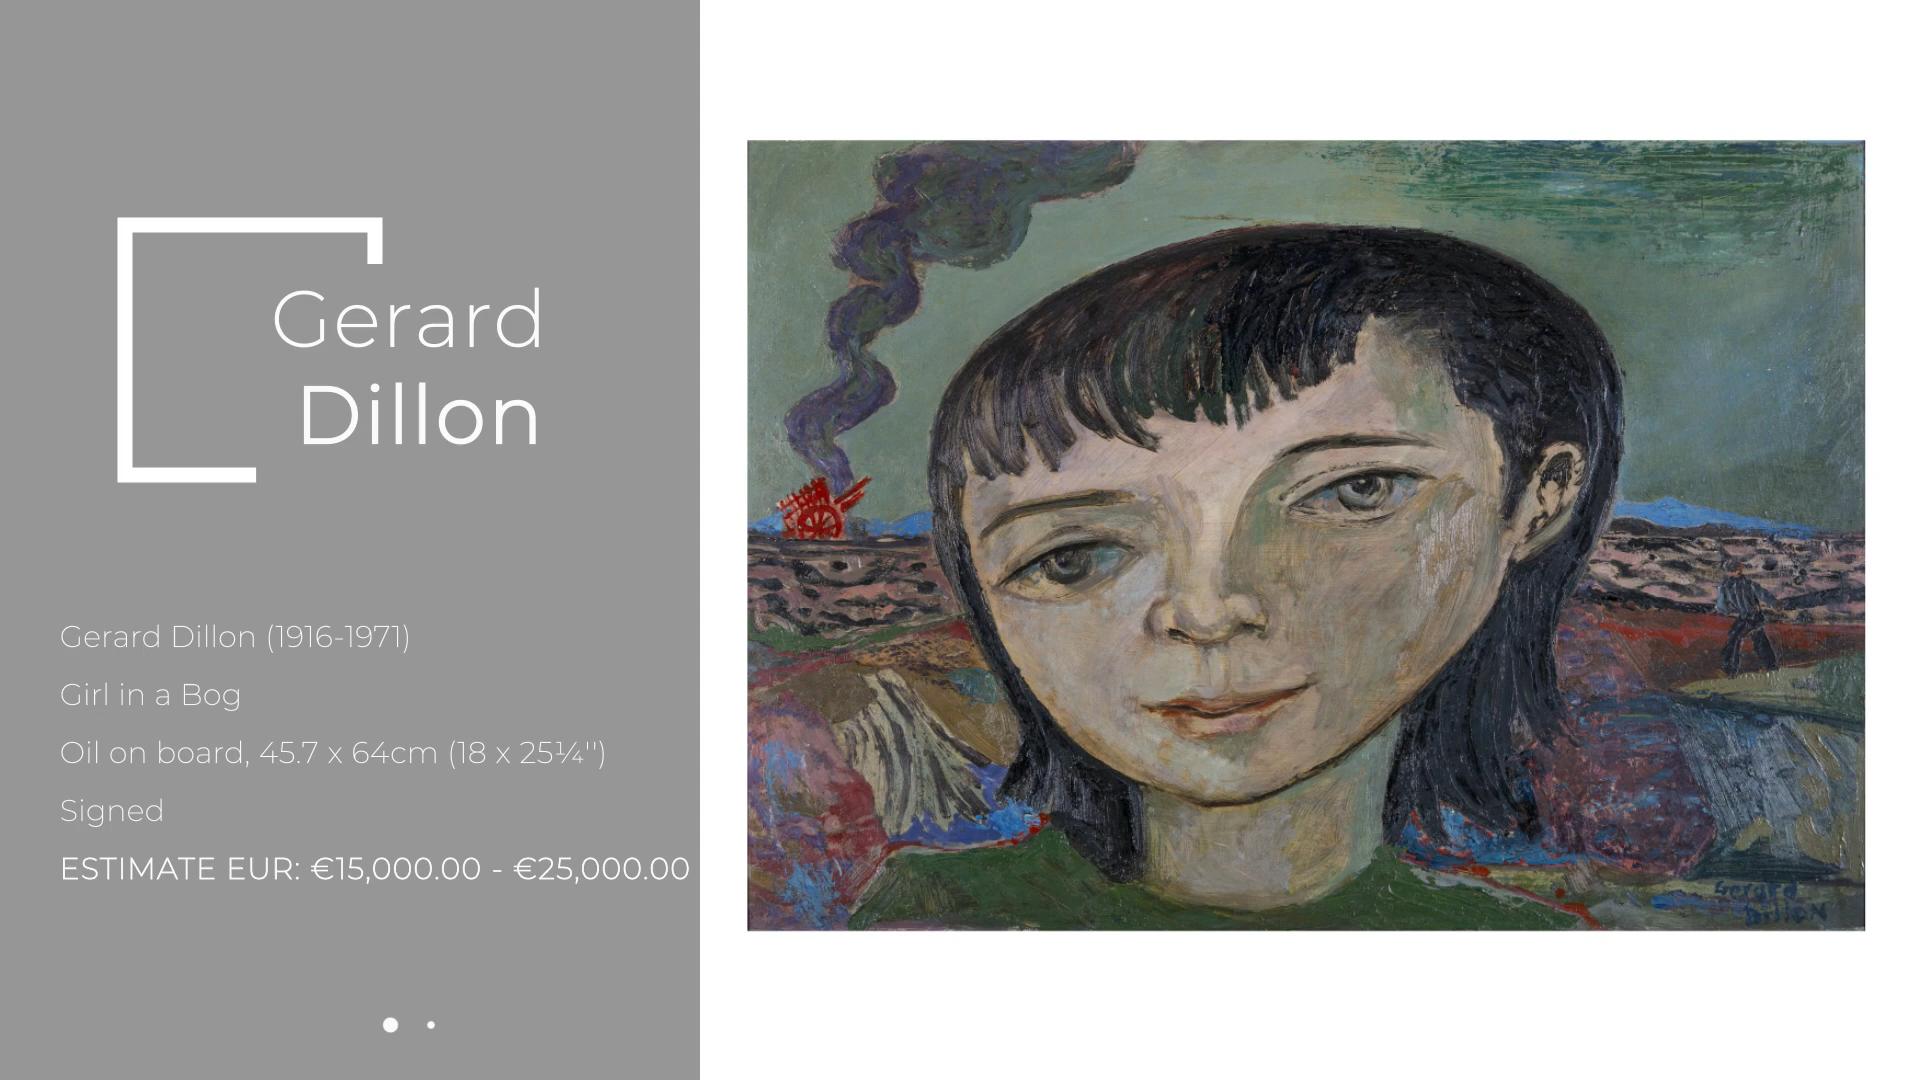 Gerard
Dillon
Gerard Dillon (1916-1971)
Girl in a Bog
Oil on board, 45.7 x 64cm (18 x 25¼'')
Signed
ESTIMATE EUR: €15,000.00 - €25,000.00
Gerard
Dillon